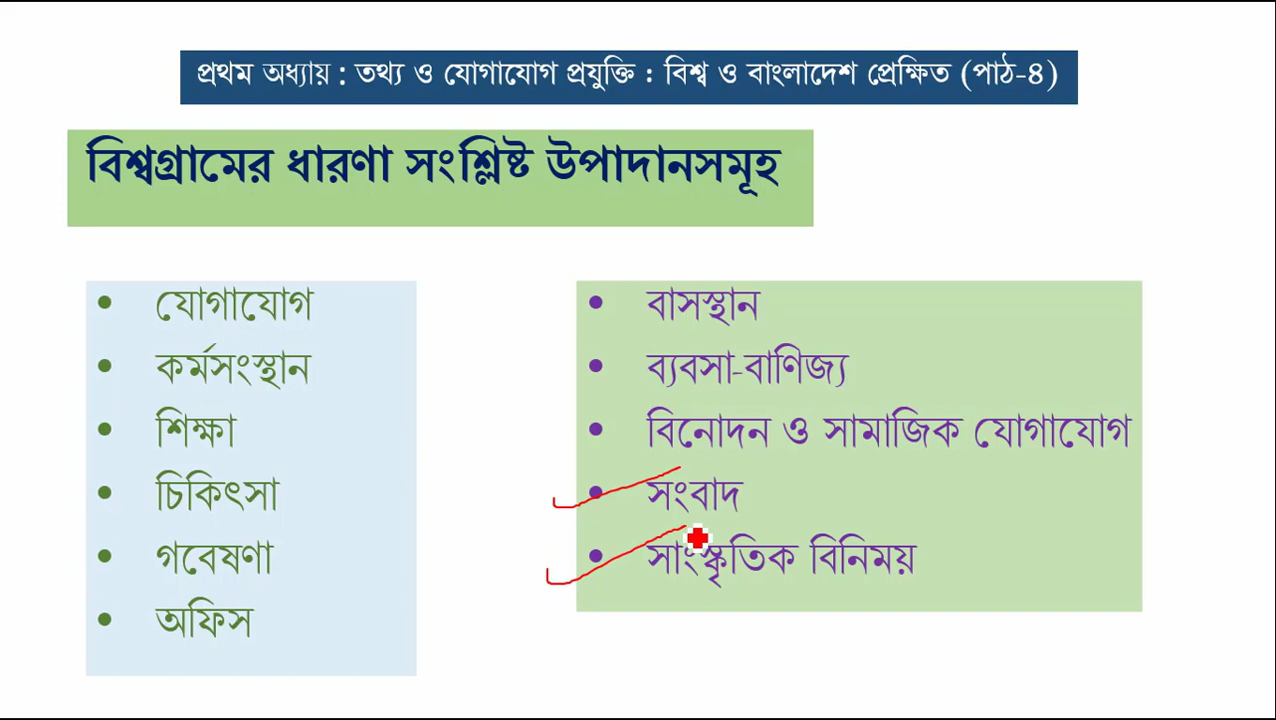 প্রথম অধ্যায় : তথ্য ও যোগাযোগ প্রযুক্তি : বিশ্ব ও বাংলাদেশ প্রেক্ষিত (পাঠ-৪)
বিশ্বগ্রামের ধারণা সংশ্লিষ্ট উপাদানসমূহ
• যোগাযোগ
• কর্মসংস্থান
• শিক্ষা
• চিকিৎসা
• গবেষণা
• অফিস
• বাসস্থান
• ব্যবসা-বাণিজ্য
• বিনোদন ও সামাজিক যোগাযোগ
• সংবাদ
• সাংস্কৃতিক বিনিময়